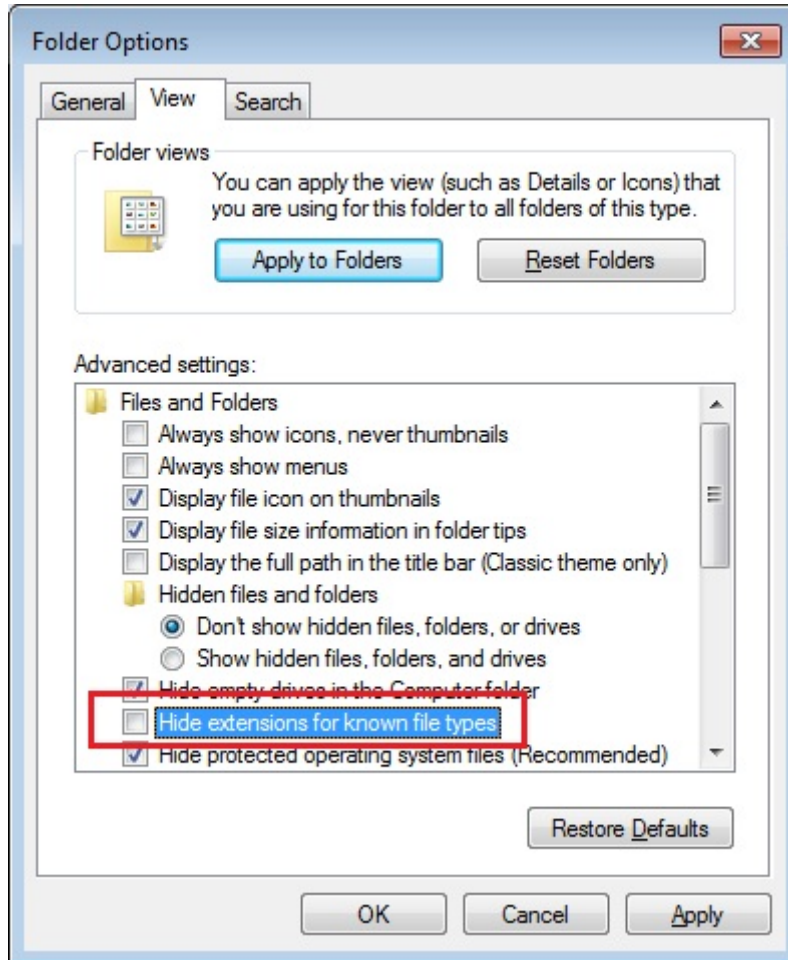 Folder Options
General View Search
Folder views
You can apply the view (such as Details or Icons) that
you are using for this folder to all folders of this type.
Apply to Folders Reset Folders
Advanced settings:
Files and Folders
Always show icons, never thumbnails
Always show menus
Display file icon on thumbnails
Display file size information in folder tips
Display the full path in the title bar (Classic theme only)
Hidden files and folders
Don't show hidden files, folders, or drives
Show hidden files, folders, and drives
Hide empty drives in the Computer folder
Hide extensions for known file types
Hide protected operating system files (Recommended)
Restore Defaults
OK Cancel Apply